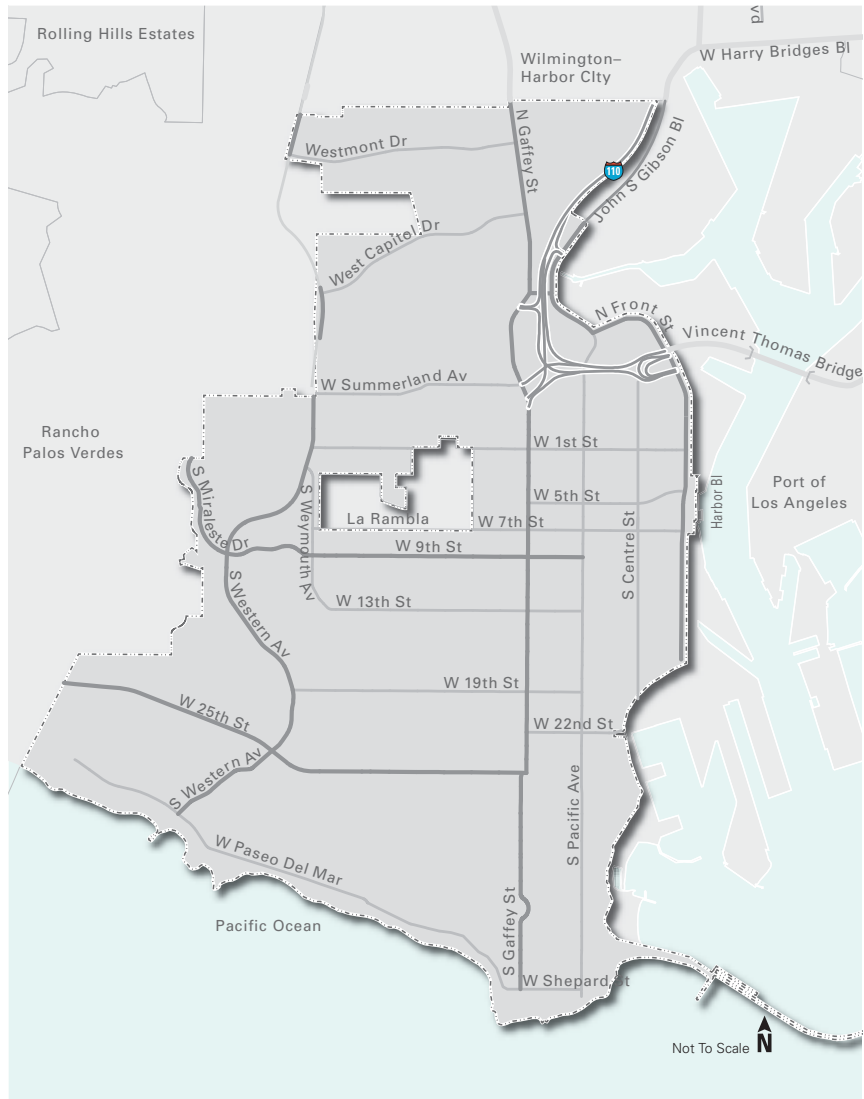 vd
Rolling Hills Estates
W Harry Bridges Bl
Wilmington–
Harbor CIty
N Gaffey St
Westmont Dr
John S Gibson Bl
110
West Capitol Dr
N Front St
Vincent Thomas Bridge
W Summerland Av
Rancho
Palos Verdes
W 1st St
S Miraleste Dr
S Weymouth Av
W 5th St
Port of
Los Angeles
Harbor Bl
La Rambla
W 7th St
W 9th St
S Centre St
S Western Av
W 13th St
W 19th St
W 25th St
W 22nd St
S Western Av
S Pacific Ave
W Paseo Del Mar
S Gaffey St
Pacific Ocean
W Shepard St
Not To Scale
N